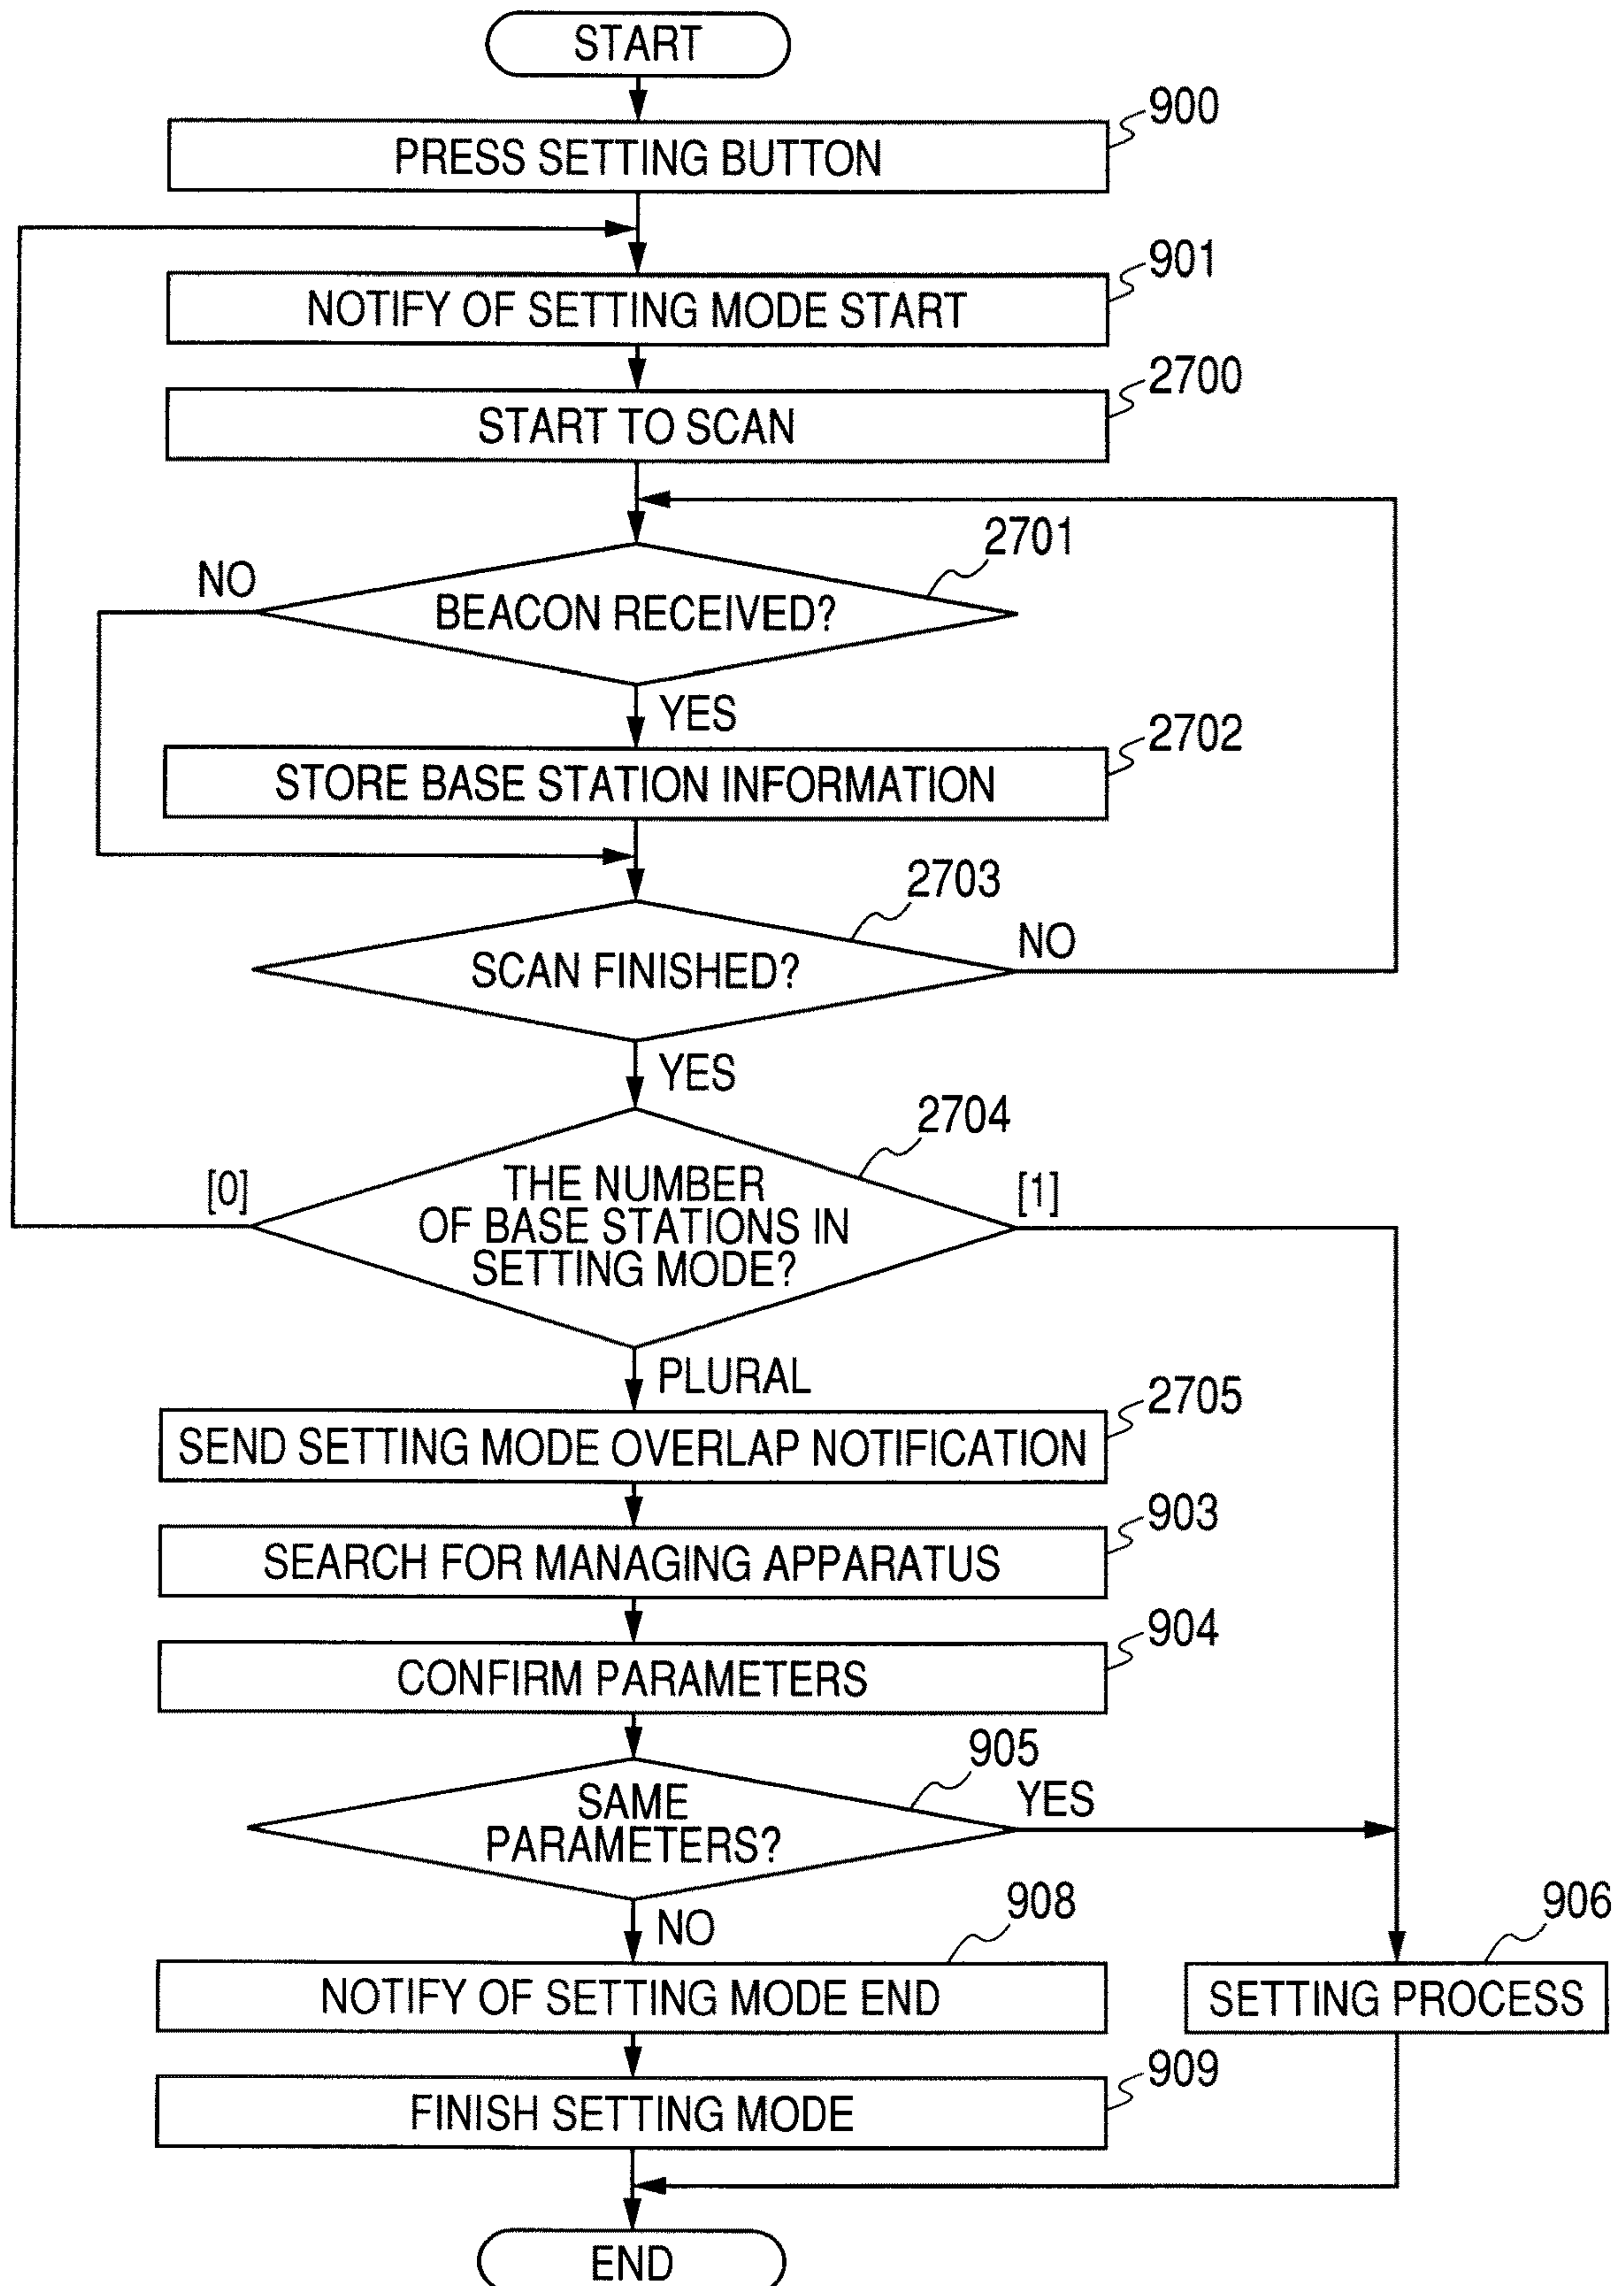 START
900
PRESS SETTING BUTTON
901
NOTIFY OF SETTING MODE START
2700
START TO SCAN
2701
NO
BEACON RECEIVED?
YES
2702
STORE BASE STATION INFORMATION
2703
NO
SCAN FINISHED?
YES
2704
[0]
[1]
THE NUMBER
OF BASE STATIONS IN
SETTING MODE?
PLURAL
2705
SEND SETTING MODE OVERLAP NOTIFICATION
903
SEARCH FOR MANAGING APPARATUS
904
CONFIRM PARAMETERS
905
YES
SAME
PARAMETERS?
NO
908
906
NOTIFY OF SETTING MODE END
SETTING PROCESS
909
FINISH SETTING MODE
END